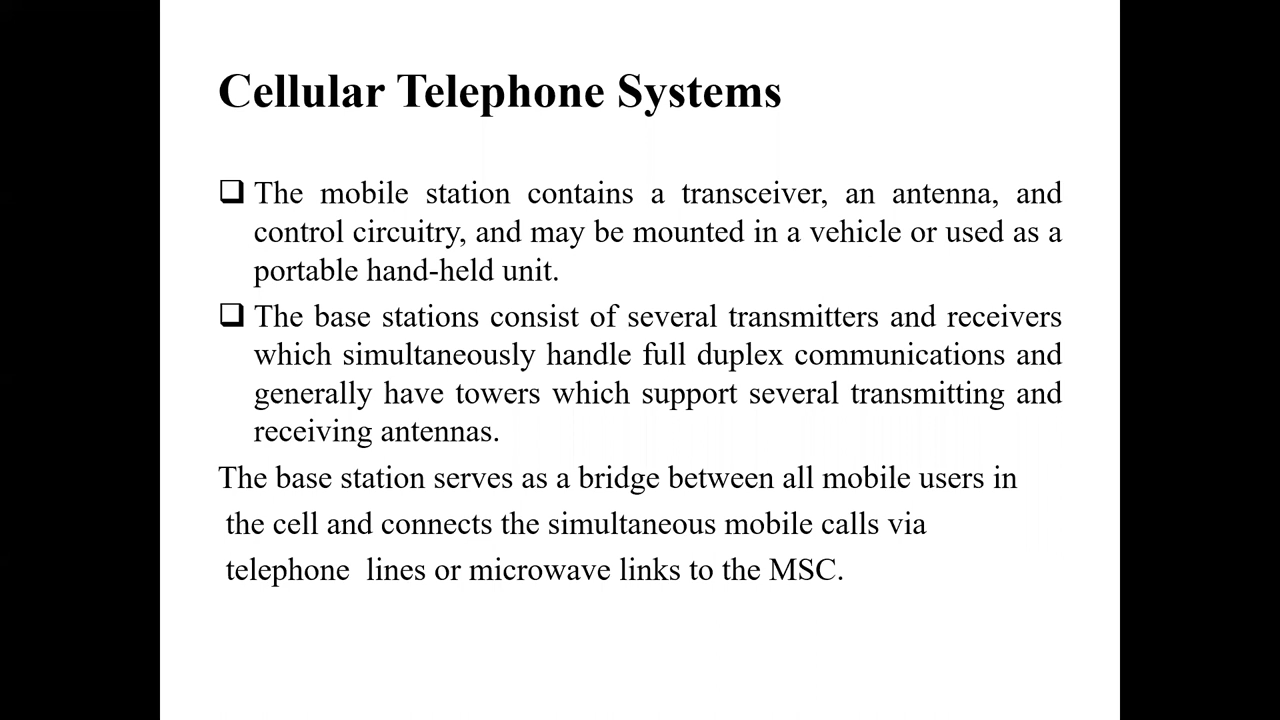 Cellular Telephone Systems
❑ The mobile station contains a transceiver, an antenna, and
control circuitry, and may be mounted in a vehicle or used as a
portable hand-held unit.
❑ The base stations consist of several transmitters and receivers
which simultaneously handle full duplex communications and
generally have towers which support several transmitting and
receiving antennas.
The base station serves as a bridge between all mobile users in
the cell and connects the simultaneous mobile calls via
telephone  lines or microwave links to the MSC.